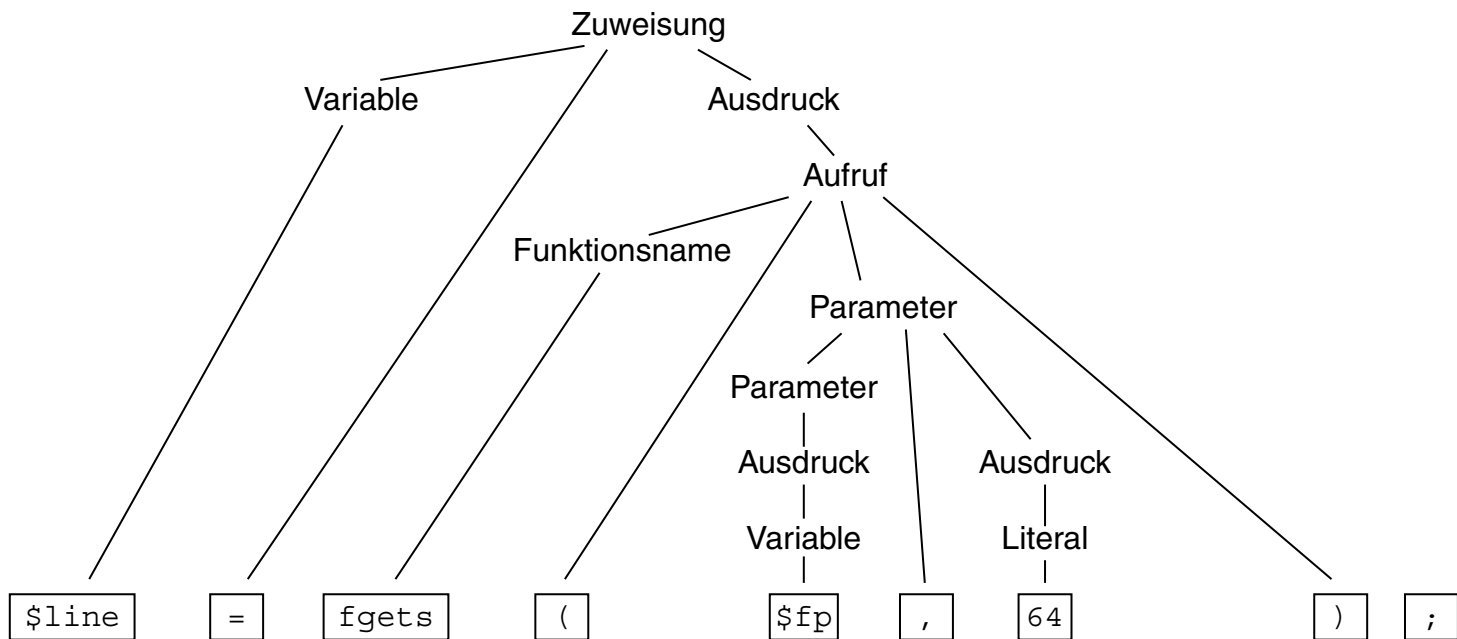 Zuweisung
Variable Ausdruck
Aufruf
Funktionsname
Parameter
Parameter
Ausdruck Ausdruck
Variable Literal
$line = fgets ( $fp , 64 ) ;